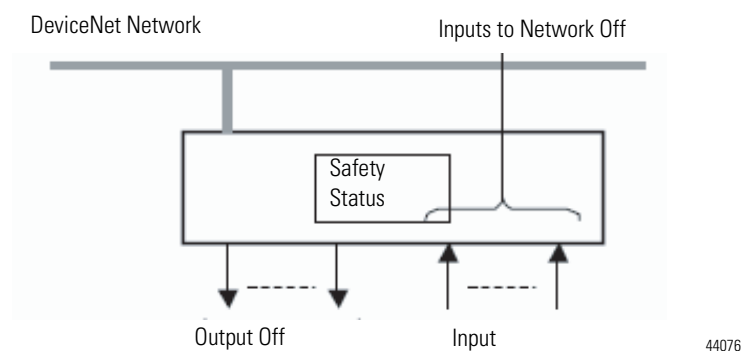 DeviceNet Network
Inputs to Network Off
Safety
Status
Output Off
Input
44076